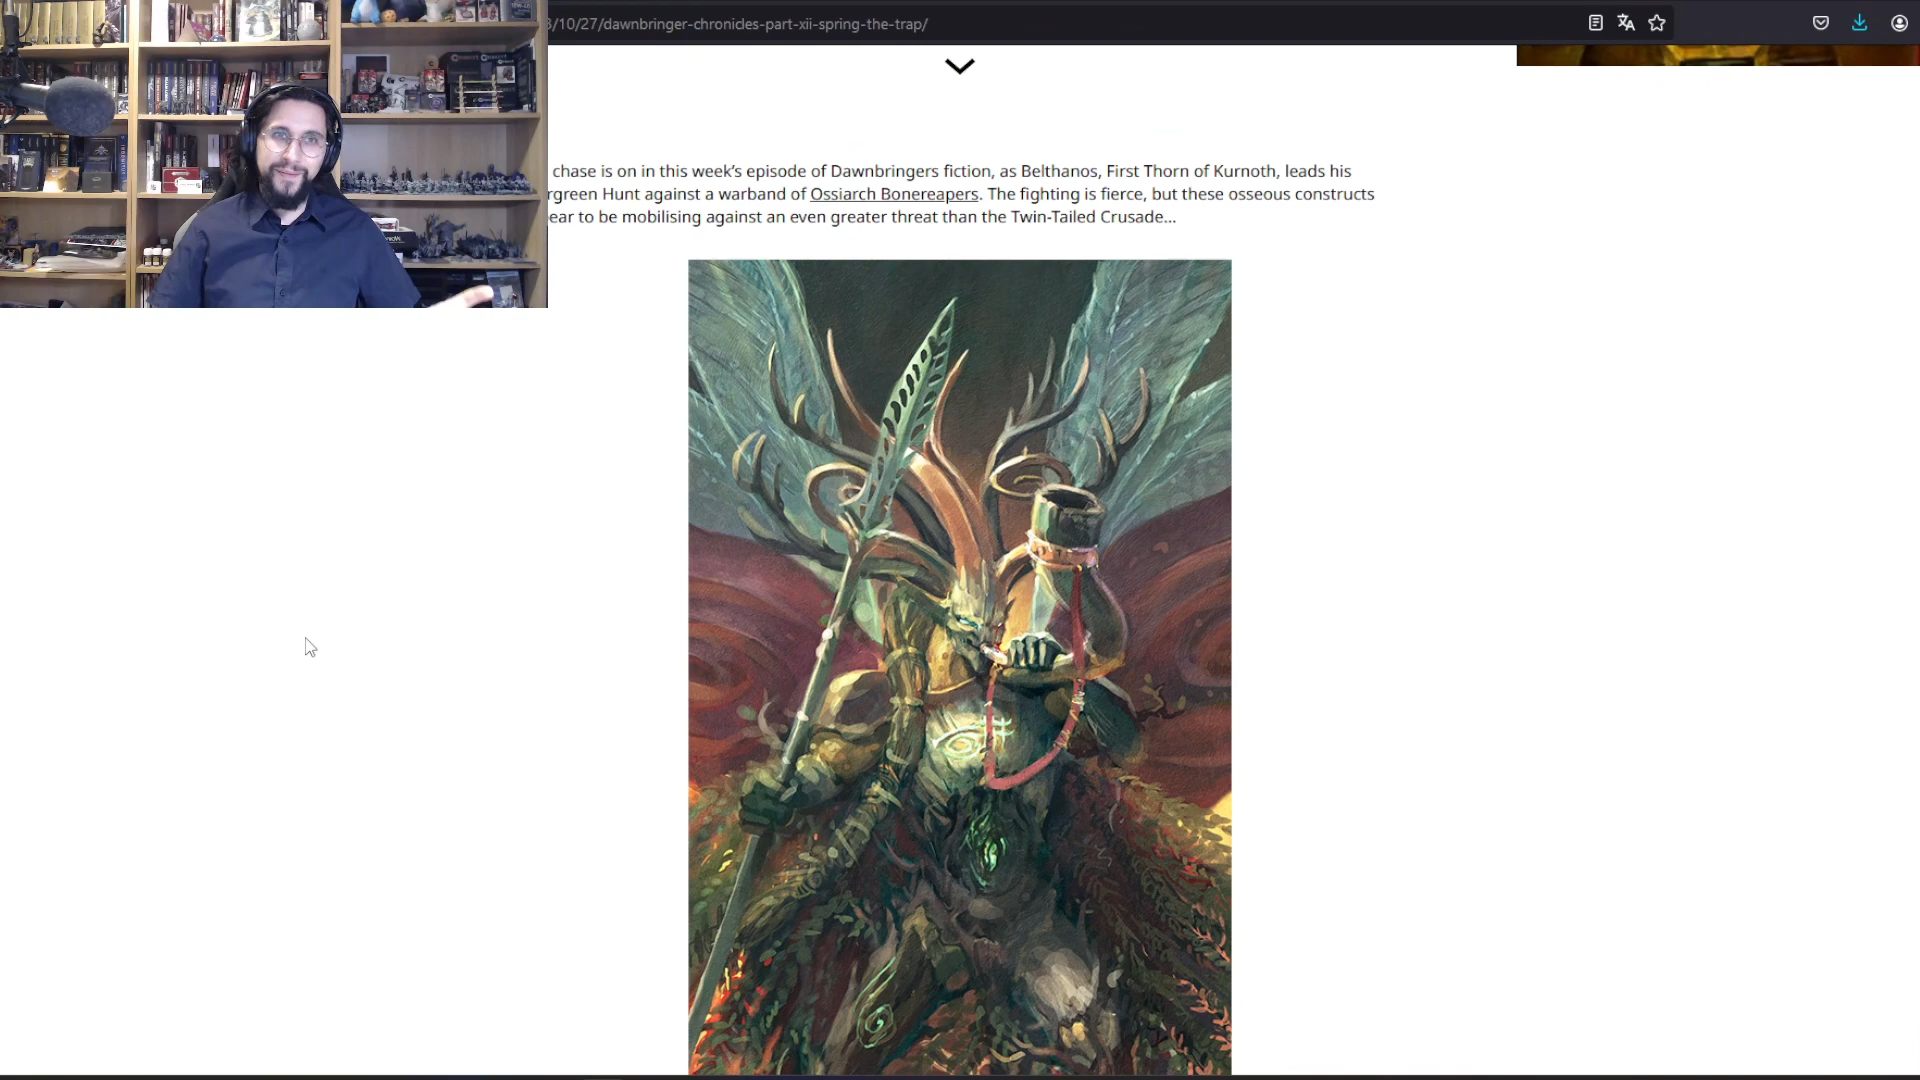 3/10/27/dawnbringer-chronicles-part-xii-spring-the-trap/
chase is on in this week's episode of Dawnbringers fiction, as Belthanos, First Thorn of Kurnoth, leads his
rgreen Hunt against a warband of Ossiarch Bonereapers. The fighting is fierce, but these osseous constructs
ear to be mobilising against an even greater threat than the Twin-Tailed Crusade...